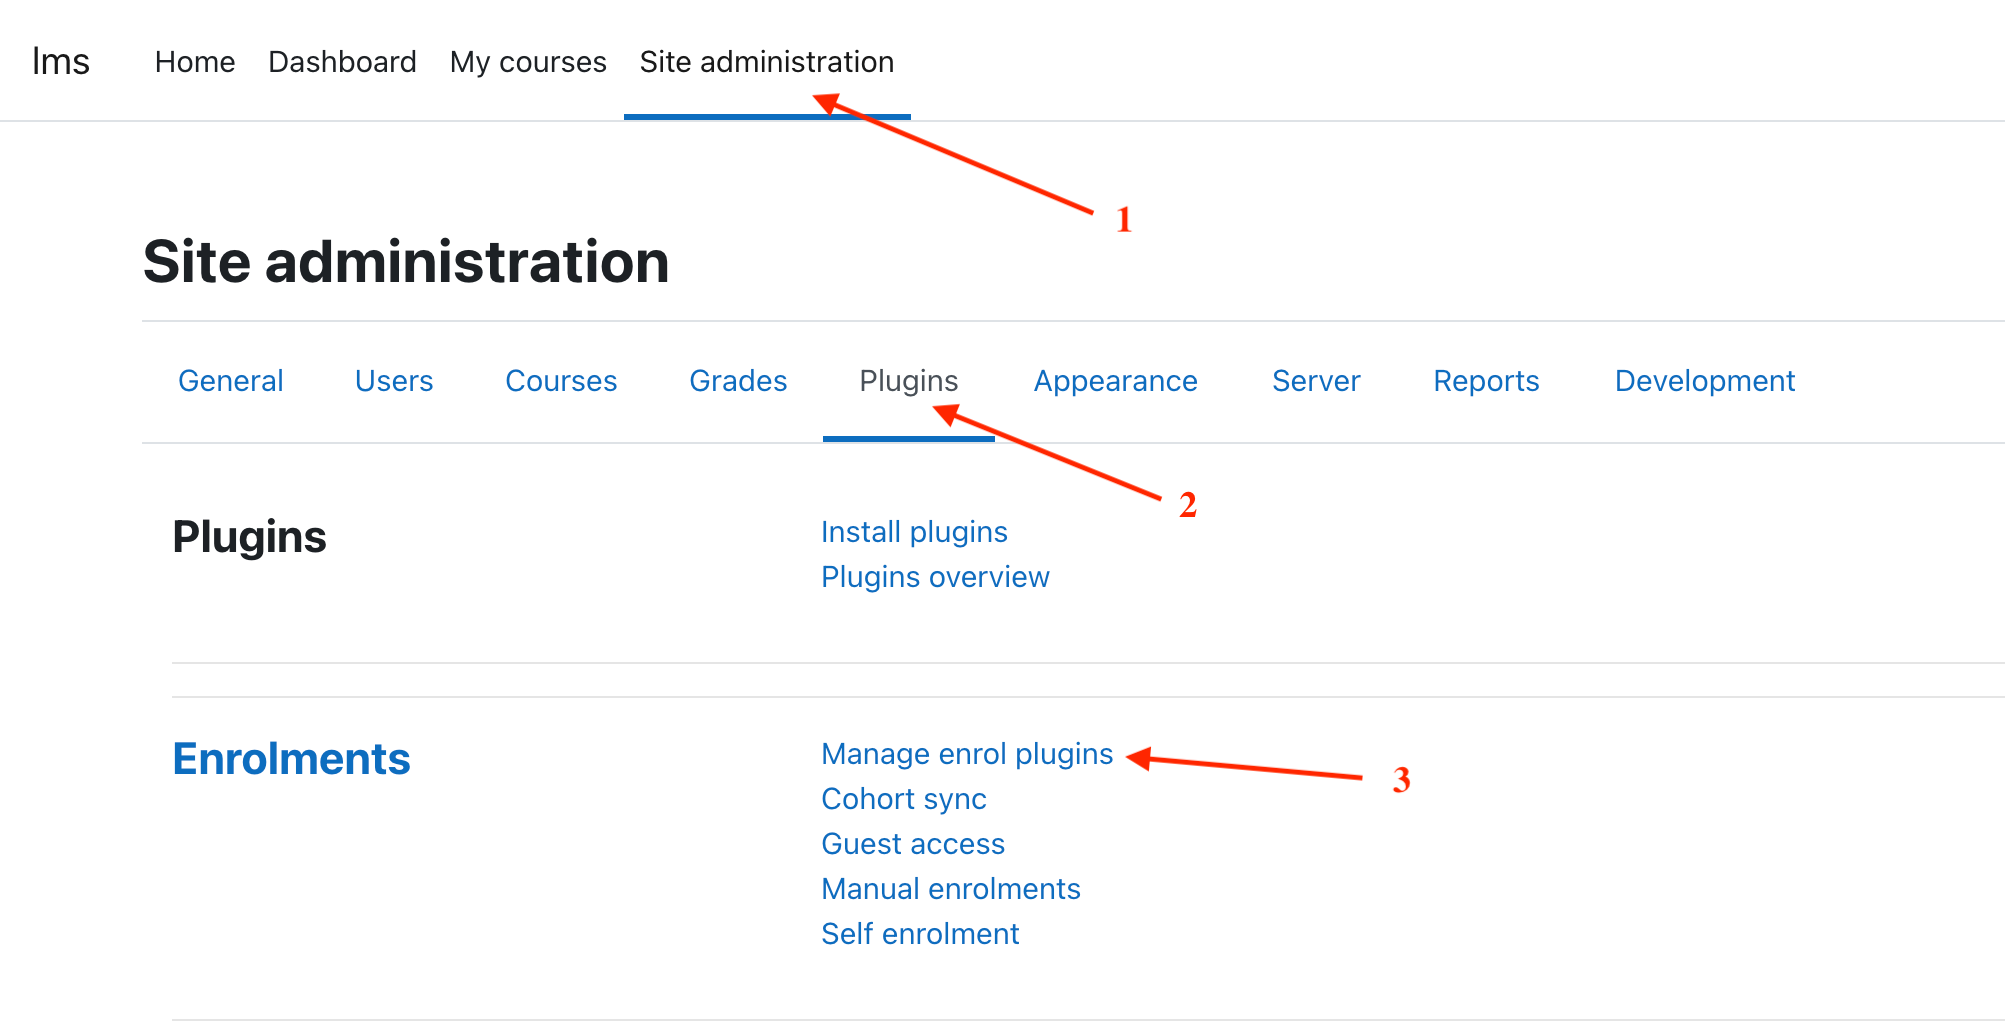 lms Home Dashboard My courses Site administration
1
Site administration
General Users Courses Grades Plugins Appearance Server Reports Development
2
Plugins
Install plugins
Plugins overview
Enrolments
Manage enrol plugins
3
Cohort sync
Guest access
Manual enrolments
Self enrolment